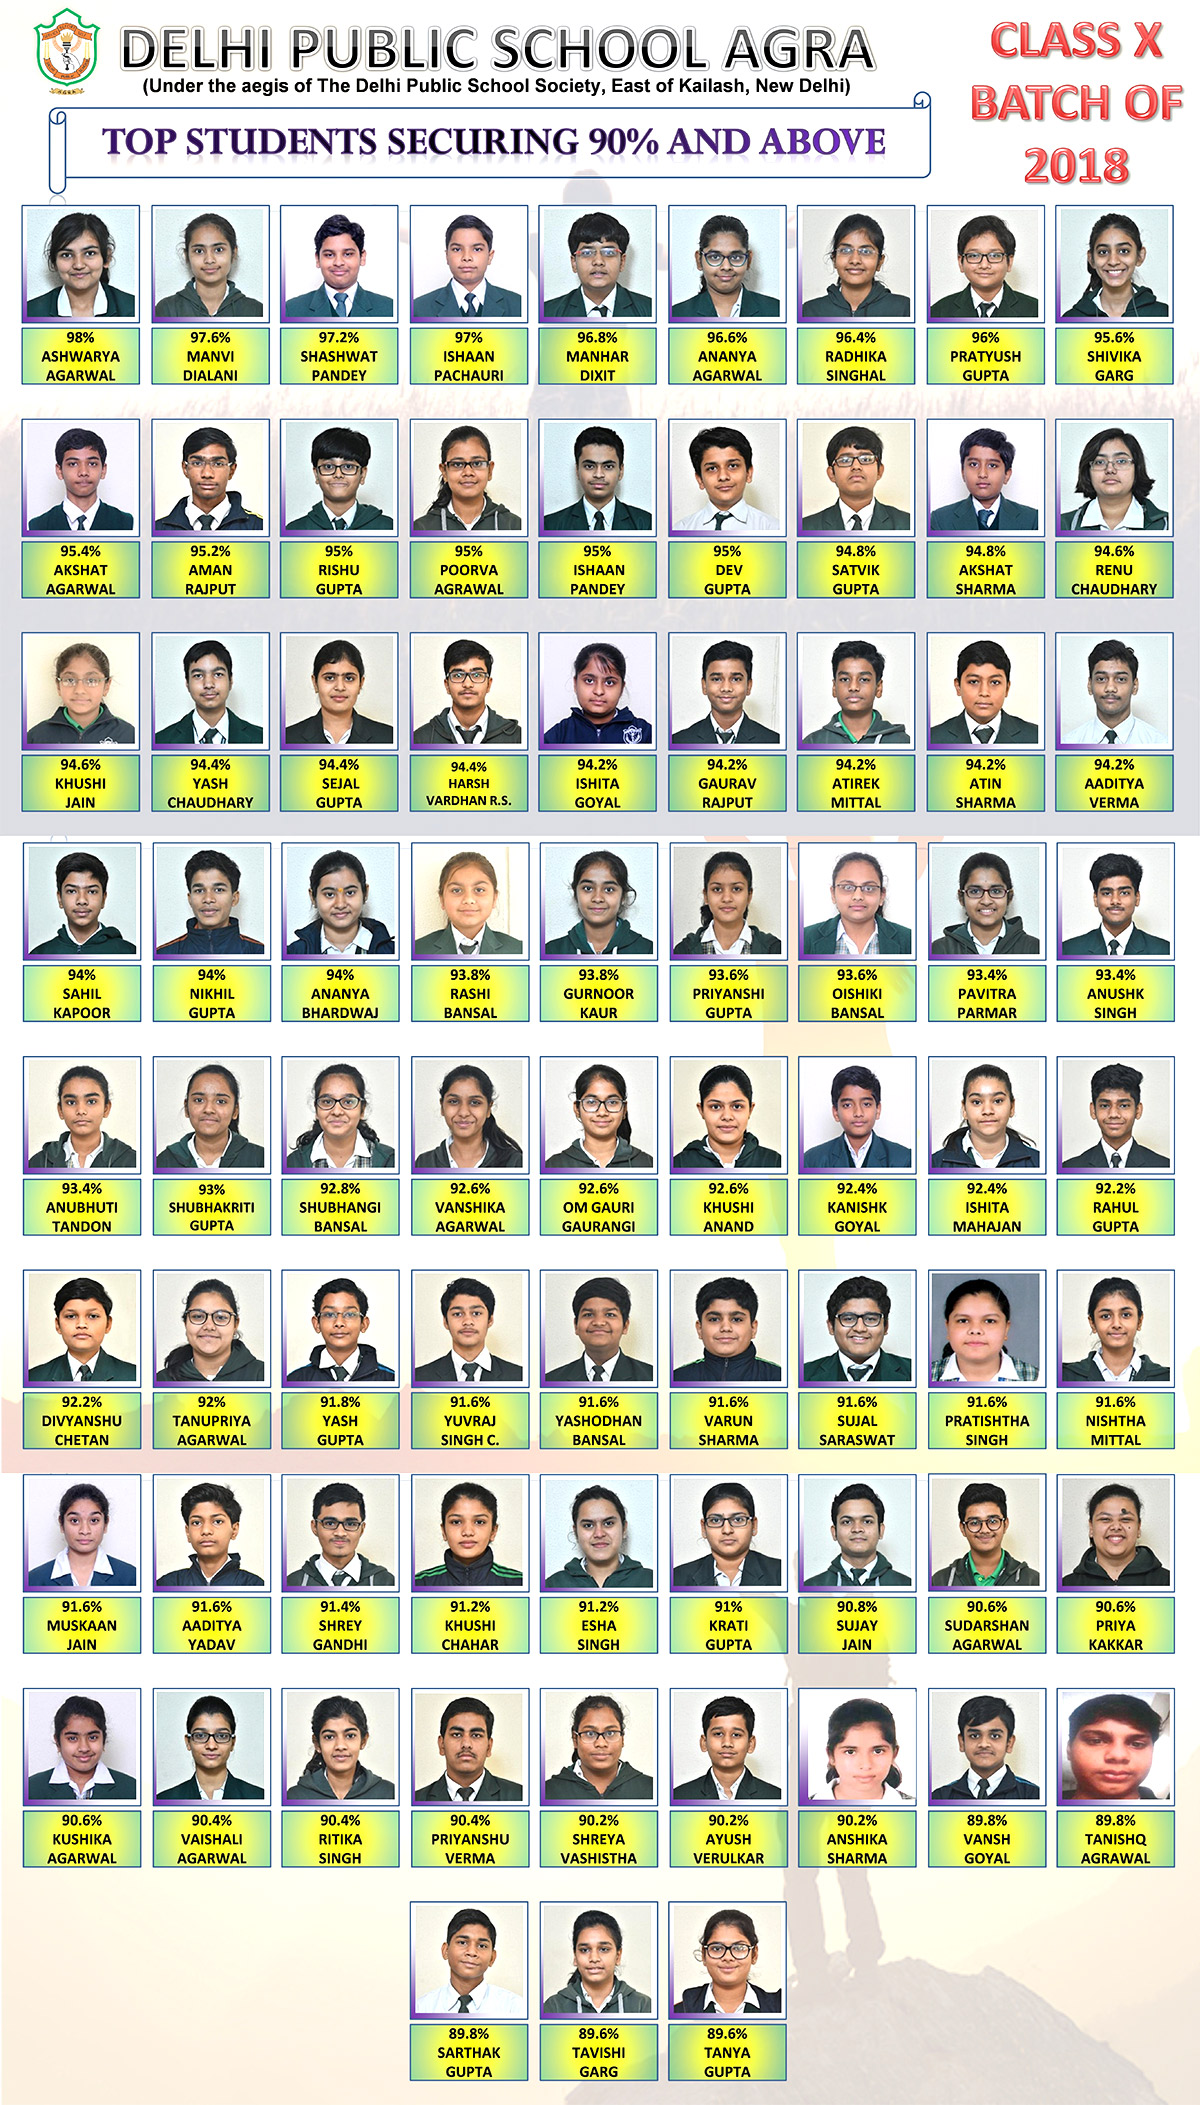 DELHI PUBLIC SCHOOL AGRA
(Under the aegis of The Delhi Public School Society, East of Kailash, New Delhi)
CLASS X
BATCH OF
2018
TOP STUDENTS SECURING 90% AND ABOVE
98%
ASHWARYA
AGARWAL
97.6%
MANVI
DIALANI
97.2%
SHASHWAT
PANDEY
97%
ISHAAN
PACHAURI
96.8%
MANHAR
DIXIT
96.6%
ANANYA
AGARWAL
96.4%
RADHIKA
SINGHAL
96%
PRATYUSH
GUPTA
95.6%
SHIVIKA
GARG
95.4%
AKSHAT
AGARWAL
95.2%
AMAN
RAJPUT
95%
RISHU
GUPTA
95%
POORVA
AGRAWAL
95%
ISHAAN
PANDEY
95%
DEV
GUPTA
94.8%
SATVIK
GUPTA
94.8%
AKSHAT
SHARMA
94.6%
RENU
CHAUDHARY
94.6%
KHUSHI
JAIN
94.4%
YASH
CHAUDHARY
94.4%
SEJAL
GUPTA
94.4%
HARSH
VARDHAN R.S.
94.2%
ISHITA
GOYAL
94.2%
GAURAV
RAJPUT
94.2%
ATIREK
MITTAL
94.2%
ATIN
SHARMA
94.2%
AADITYA
VERMA
94%
SAHIL
KAPOOR
94%
NIKHIL
GUPTA
94%
ANANYA
BHARDWAJ
93.8%
RASHI
BANSAL
93.8%
GURNOOR
KAUR
93.6%
PRIYANSHI
GUPTA
93.6%
OISHIKI
BANSAL
93.4%
PAVITRA
PARMAR
93.4%
ANUSHK
SINGH
93.4%
ANUBHUTI
TANDON
93%
SHUBHAKRITI
GUPTA
92.8%
SHUBHANGI
BANSAL
92.6%
VANSHIKA
AGARWAL
92.6%
OM GAURI
GAURANGI
92.6%
KHUSHI
ANAND
92.4%
KANISHK
GOYAL
92.4%
ISHITA
MAHAJAN
92.2%
RAHUL
GUPTA
92.2%
DIVYANSHU
CHETAN
92%
TANUPRIYA
AGARWAL
91.8%
YASH
GUPTA
91.6%
YUVRAJ
SINGH C.
91.6%
YASHODHAN
BANSAL
91.6%
VARUN
SHARMA
91.6%
SUJAL
SARASWAT
91.6%
PRATISHTHA
SINGH
91.6%
NISHTHA
MITTAL
91.6%
MUSKAAN
JAIN
91.6%
AADITYA
YADAV
91.4%
SHREY
GANDHI
91.2%
KHUSHI
CHAHAR
91.2%
ESHA
SINGH
91%
KRATI
GUPTA
90.8%
SUJAY
JAIN
90.6%
SUDARSHAN
AGARWAL
90.6%
PRIYA
KAKKAR
90.6%
KUSHIKA
AGARWAL
90.4%
VAISHALI
AGARWAL
90.4%
RITIKA
SINGH
90.4%
PRIYANSHU
VERMA
90.2%
SHREYA
VASHISTHA
90.2%
AYUSH
VERULKAR
90.2%
ANSHIKA
SHARMA
89.8%
VANSH
GOYAL
89.8%
TANISHQ
AGRAWAL
89.8%
SARTHAK
GUPTA
89.6%
TAVISHI
GARG
89.6%
TANYA
GUPTA